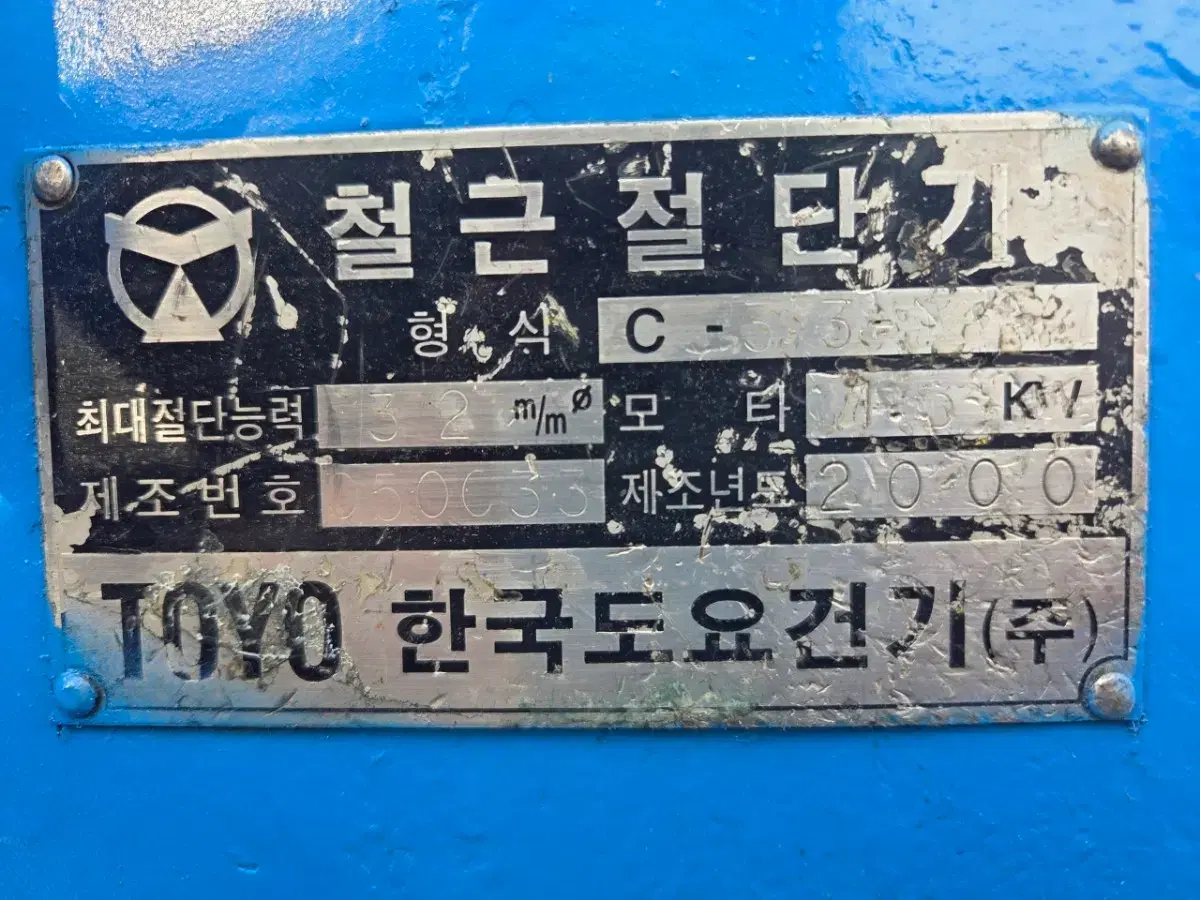 철근절단기
형식 C-
최대절단능력 32 m/mø 모타 KW
제조번호 제조년도 2000
TOYO 한국도요건기(주)